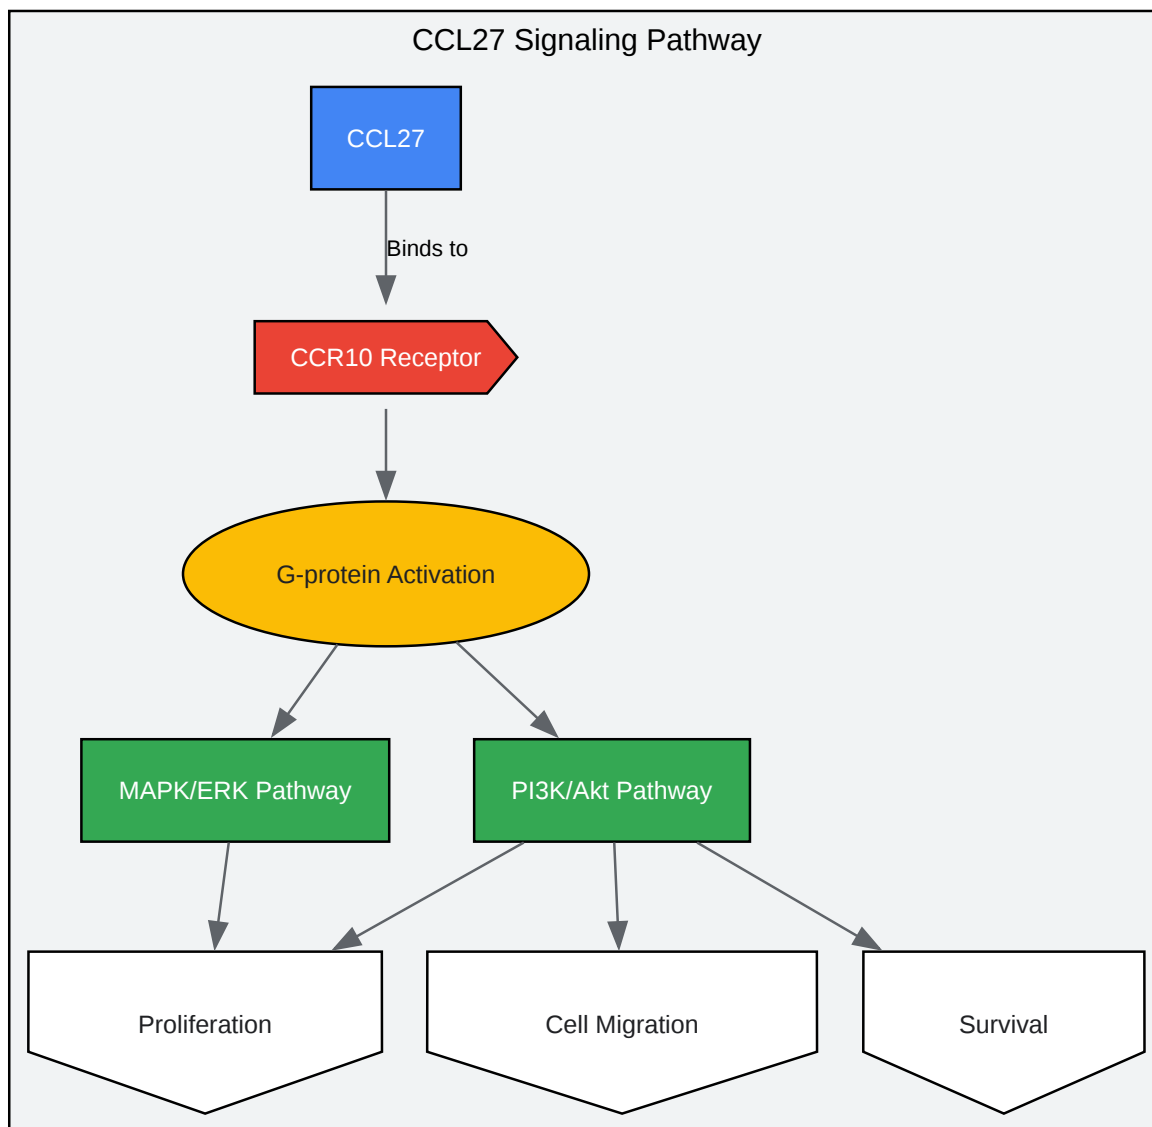 CCL27 Signaling Pathway
CCL27
Binds to
CCR10 Receptor
G-protein Activation
MAPK/ERK Pathway
PI3K/Akt Pathway
Proliferation
Cell Migration
Survival